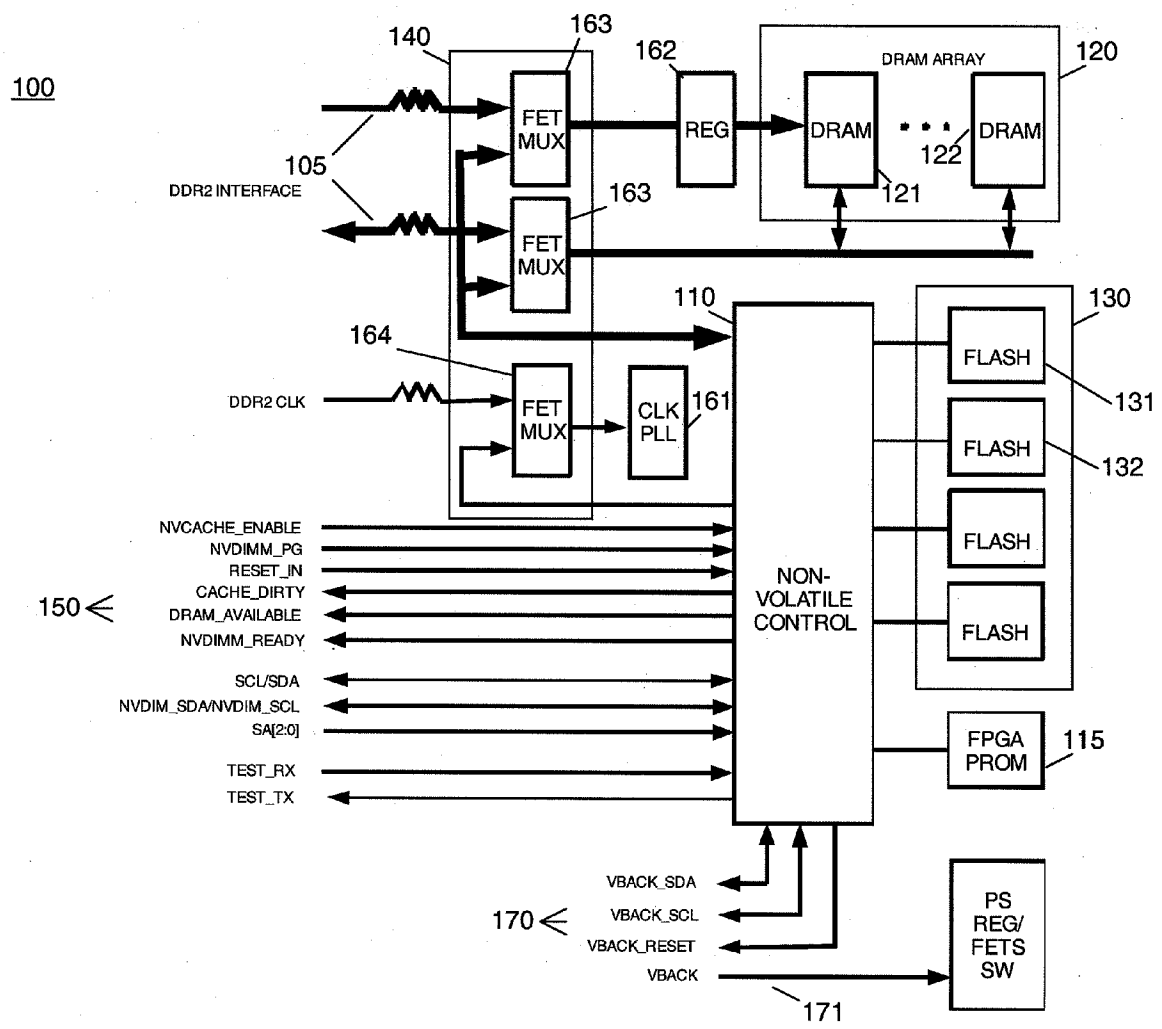 100
140
163
162
DRAM ARRAY
120
FET
MUX
REG
DRAM
DRAM
122
121
105
DDR2 INTERFACE
163
FET
MUX
110
130
164
FLASH
131
DDR2 CLK
FET
MUX
CLK
PLL
161
FLASH
132
NVCACHE_ENABLE
NVDIMM_PG
RESET_IN
CACHE_DIRTY
DRAM_AVAILABLE
NVDIMM_READY
150
NON-
VOLATILE
CONTROL
FLASH
FLASH
SCL/SDA
NVDIM_SDA/NVDIM_SCL
SA[2:0]
TEST_RX
TEST_TX
FPGA
PROM
115
VBACK_SDA
VBACK_SCL
VBACK_RESET
VBACK
170
171
PS
REG/
FETS
SW